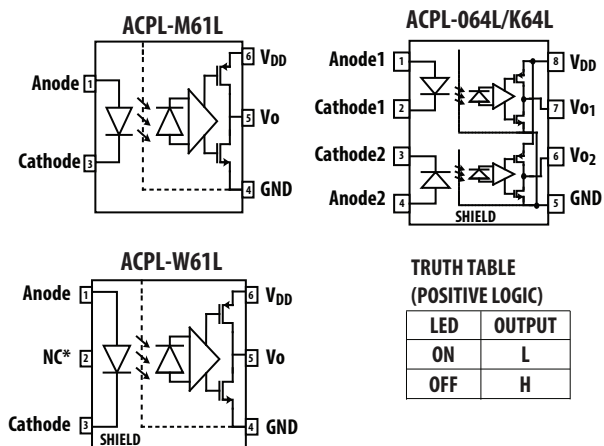 ACPL-M61L
Anode 1
Cathode 3
6 VDD
5 Vo
4 GND
ACPL-064L/K64L
Anode1 1
Cathode1 2
Cathode2 3
Anode2 4
8 VDD
7 Vo1
6 Vo2
5 GND
SHIELD
ACPL-W61L
Anode 1
NC* 2
Cathode 3
6 VDD
5 Vo
4 GND
SHIELD
TRUTH TABLE
(POSITIVE LOGIC)
LED OUTPUT
ON L
OFF H